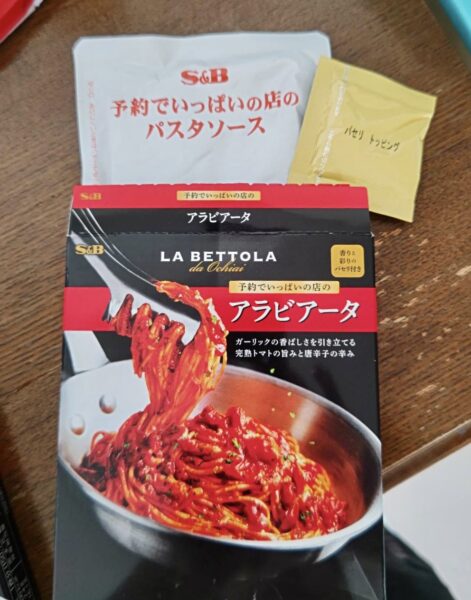 S&B
予約でいっぱいの店の
パスタソース
パセリ トッピング
S&B
予約でいっぱいの店の
アラビアータ
S&B
LA BETTOLA
da Ochiai
香りと
彩りの
パセリ付き
予約でいっぱいの店の
アラビアータ
ガーリックの香ばしさを引き立てる
完熟トマトの旨みと唐辛子の辛み